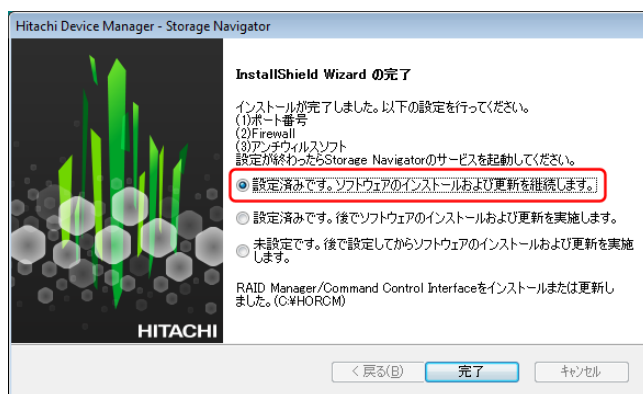 Hitachi Device Manager - Storage Navigator
InstallShield Wizard の完了
インストールが完了しました。以下の設定を行ってください。
(1)ポート番号
(2)Firewall
(3)アンチウィルスソフト
設定が終わったらStorage Navigatorのサービスを起動してください。
設定済みです。ソフトウェアのインストールおよび更新を継続します。
設定済みです。後でソフトウェアのインストールおよび更新を実施します。
未設定です。後で設定してからソフトウェアのインストールおよび更新を実施
します。
RAID Manager/Command Control Interfaceをインストールまたは更新し
ました。(C:¥HORCM)
HITACHI
< 戻る(B)
完了
キャンセル